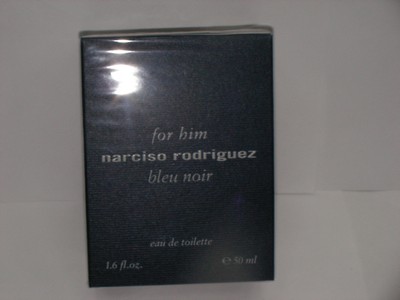 for him
narciso rodriguez
bleu noir
eau de toilette
1.6 fl.oz. ℮ 50 ml